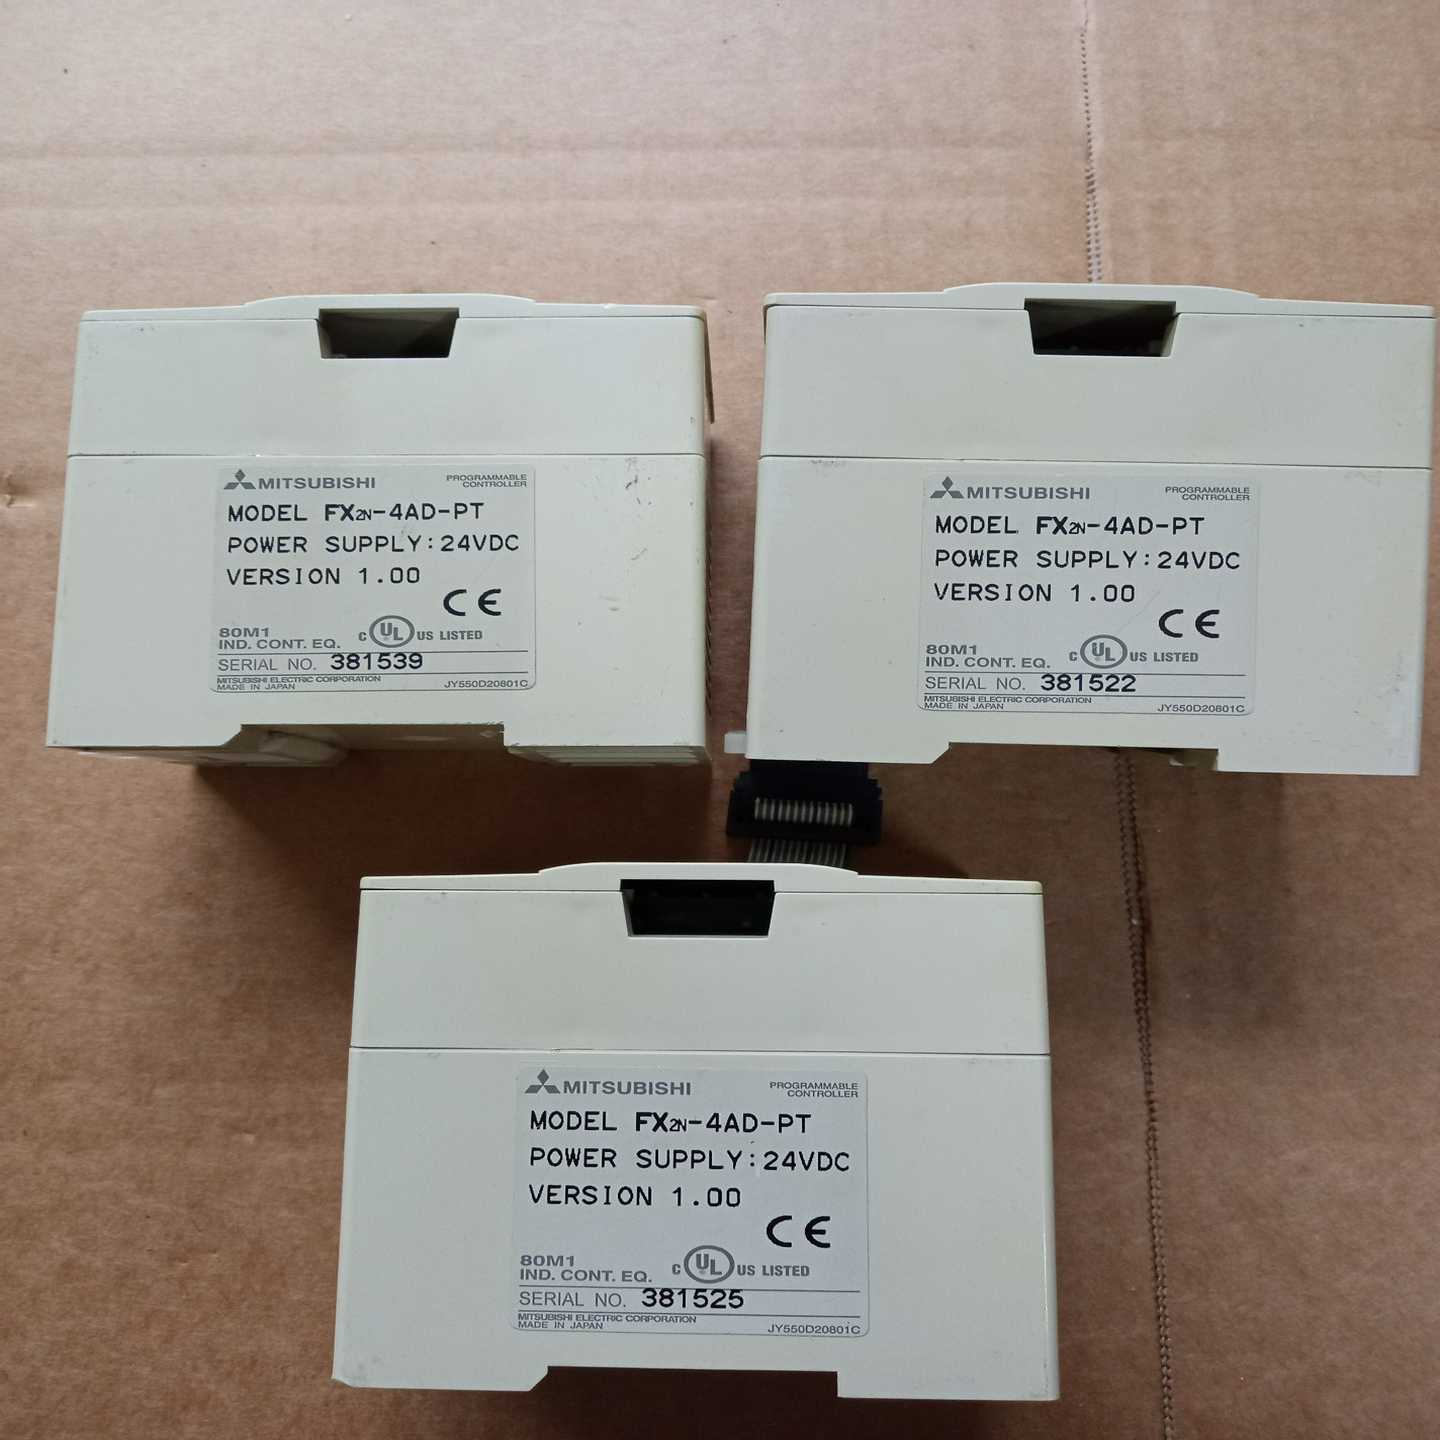 MITSUBISHI PROGRAMMABLE CONTROLLER
MODEL FX2N-4AD-PT
POWER SUPPLY:24VDC
VERSION 1.00
CE
80M1
IND. CONT. EQ. C UL US LISTED
SERIAL NO. 381539
MITSUBISHI ELECTRIC CORPORATION
MADE IN JAPAN JY550D20801C
MITSUBISHI PROGRAMMABLE CONTROLLER
MODEL FX2N-4AD-PT
POWER SUPPLY:24VDC
VERSION 1.00
CE
80M1
IND. CONT. EQ. C UL US LISTED
SERIAL NO. 381522
MITSUBISHI ELECTRIC CORPORATION
MADE IN JAPAN JY550D20801C
MITSUBISHI PROGRAMMABLE CONTROLLER
MODEL FX2N-4AD-PT
POWER SUPPLY:24VDC
VERSION 1.00
CE
80M1
IND. CONT. EQ. C UL US LISTED
SERIAL NO. 381525
MITSUBISHI ELECTRIC CORPORATION
MADE IN JAPAN JY550D20801C